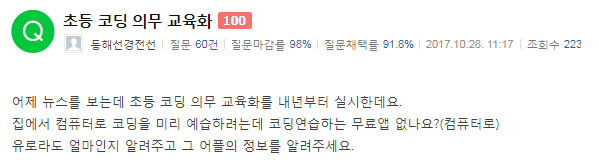 Q 초등 코딩 의무 교육화 100
동해선경전선 질문 60건 질문마감률 98% 질문채택률 91.8% 2017.10.28. 11:17 조회수 223
어제 뉴스를 보는데 초등 코딩 의무 교육화를 내년부터 실시한데요.
집에서 컴퓨터로 코딩을 미리 예습하려는데 코딩연습하는 무료앱 없나요?(컴퓨터로)
유로라도 얼마인지 알려주고 그 어플의 정보를 알려주세요.